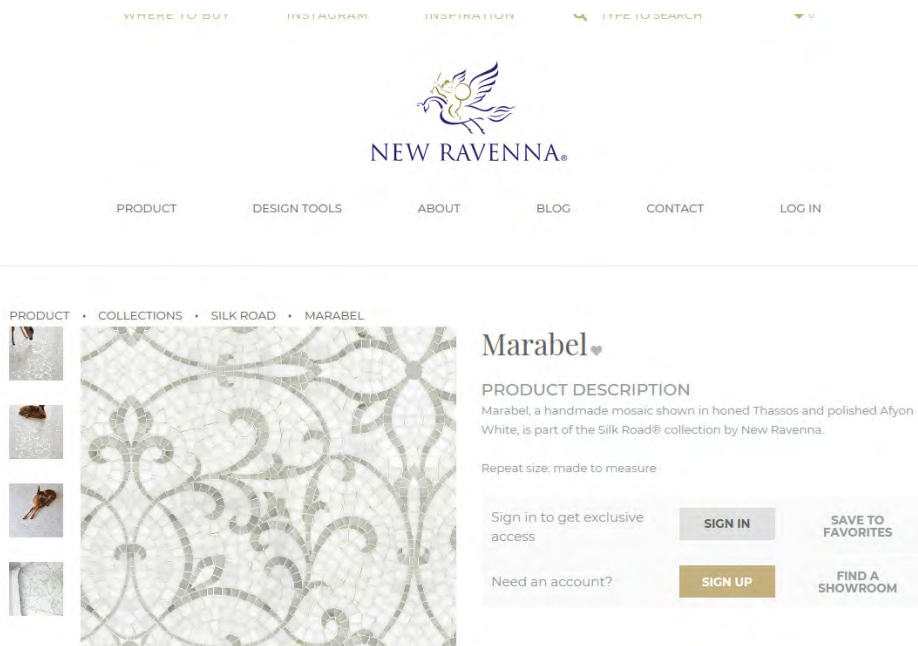 WHERE TO BUY INSTAGRAM INSPIRATION TYPE TO SEARCH 0
NEW RAVENNA®
PRODUCT DESIGN TOOLS ABOUT BLOG CONTACT LOG IN
PRODUCT • COLLECTIONS • SILK ROAD • MARABEL
Marabel
PRODUCT DESCRIPTION
Marabel, a handmade mosaic shown in honed Thassos and polished Afyon
White, is part of the Silk Road® collection by New Ravenna.
Repeat size: made to measure
Sign in to get exclusive
access
SIGN IN
SAVE TO
FAVORITES
Need an account?
SIGN UP
FIND A
SHOWROOM